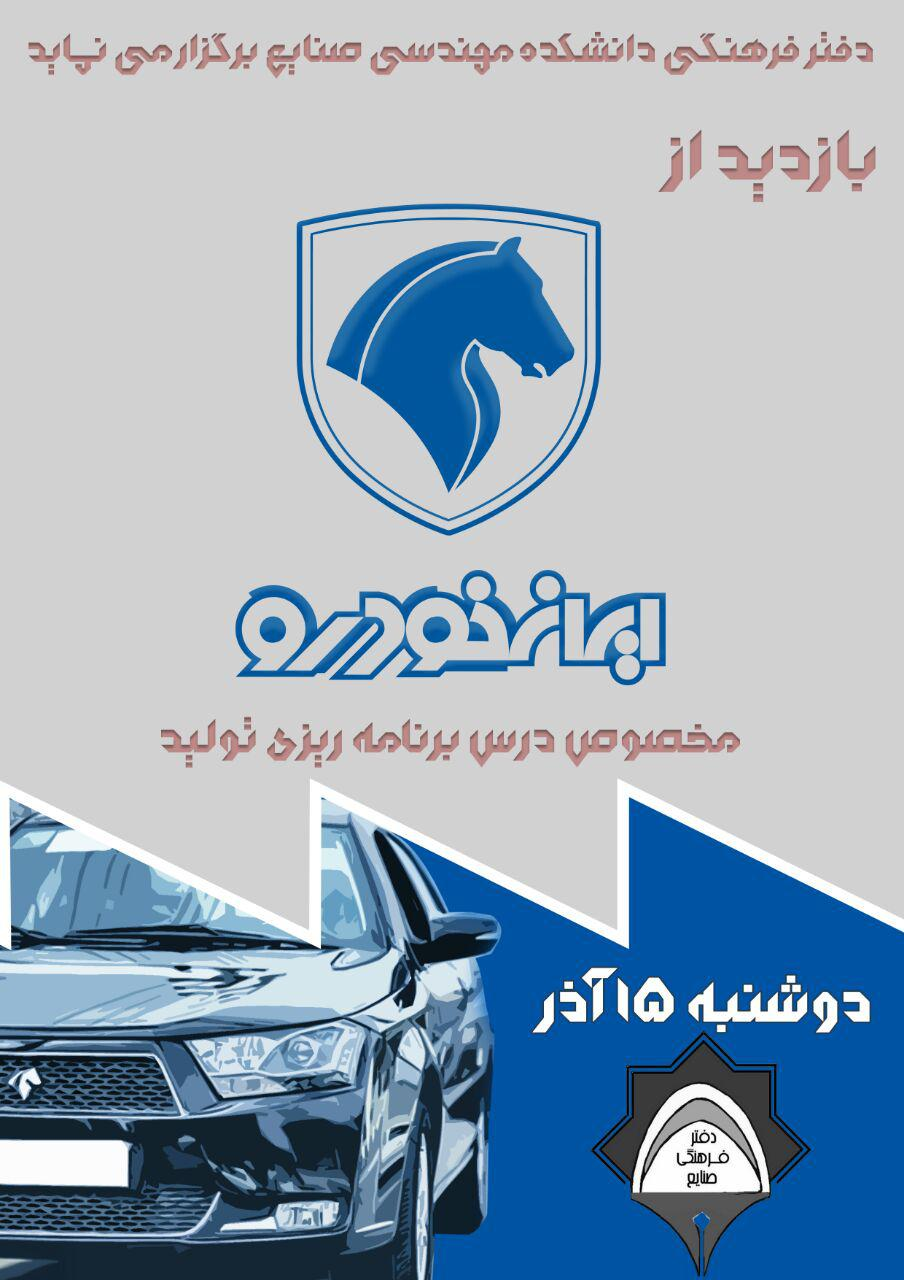 دفتر فرهنگی دانشکده مهندسی صنایع برگزار می نماید
بازدید از
ایران خودرو
مخصوص درس برنامه ریزی تولید
دوشنبه ۱۵ آذر
دفتر
فرهنگی
صنایع